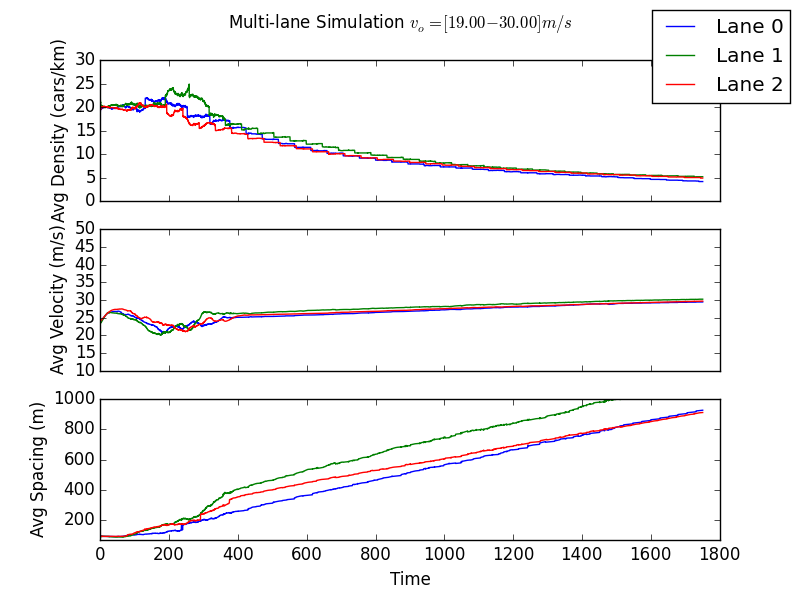 Multi-lane Simulation v_o=[19.00−30.00]m/s
Lane 0
Lane 1
Lane 2
Avg Density (cars/km)
30
25
20
15
10
5
0
Avg Velocity (m/s)
50
45
40
35
30
25
20
15
10
Avg Spacing (m)
1000
800
600
400
200
0 200 400 600 800 1000 1200 1400 1600 1800
Time